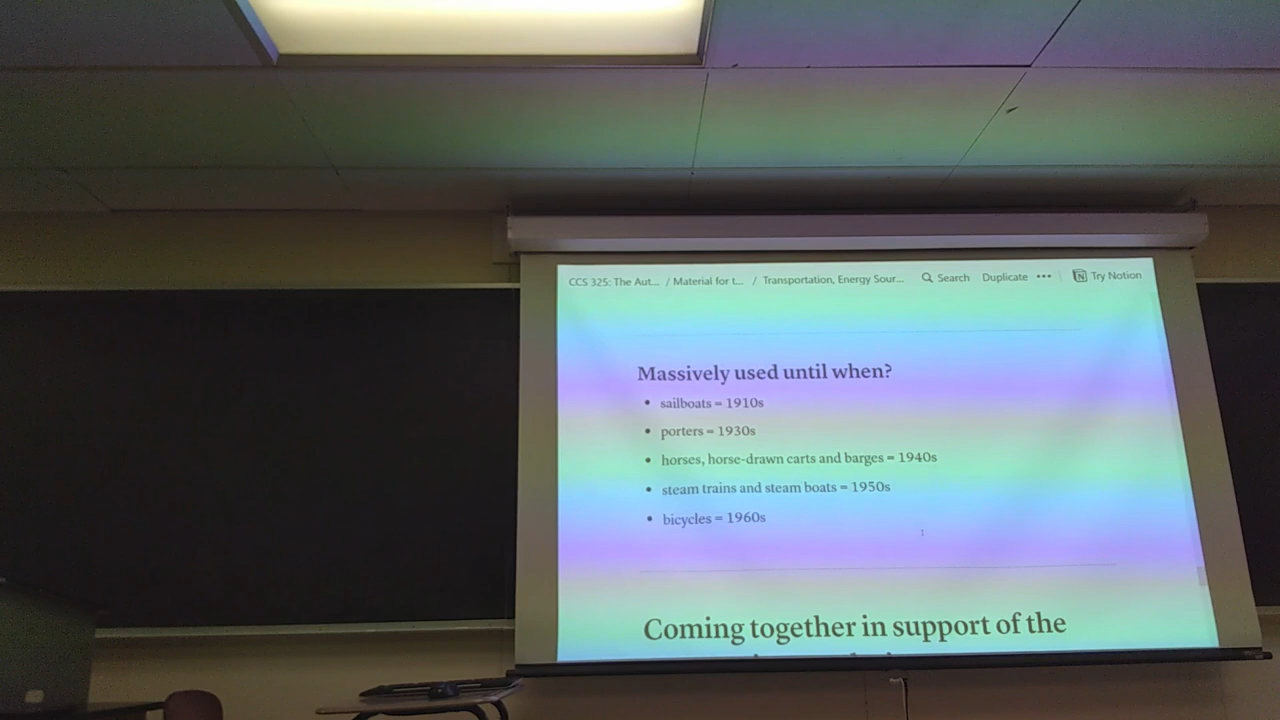 CCS 325: The Aut... / Material for t... / Transportation, Energy Sour... Search Duplicate ••• Try Notion
Massively used until when?
• sailboats = 1910s
• porters = 1930s
• horses, horse-drawn carts and barges = 1940s
• steam trains and steam boats = 1950s
• bicycles = 1960s
Coming together in support of the